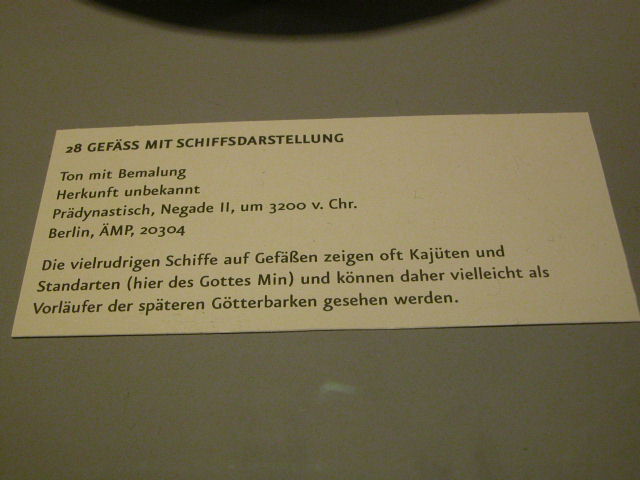 28 GEFÄSS MIT SCHIFFSDARSTELLUNG
Ton mit Bemalung
Herkunft unbekannt
Prädynastisch, Negade II, um 3200 v. Chr.
Berlin, ÄMP, 20304
Die vielrudrigen Schiffe auf Gefäßen zeigen oft Kajüten und
Standarten (hier des Gottes Min) und können daher vielleicht als
Vorläufer der späteren Götterbarken gesehen werden.